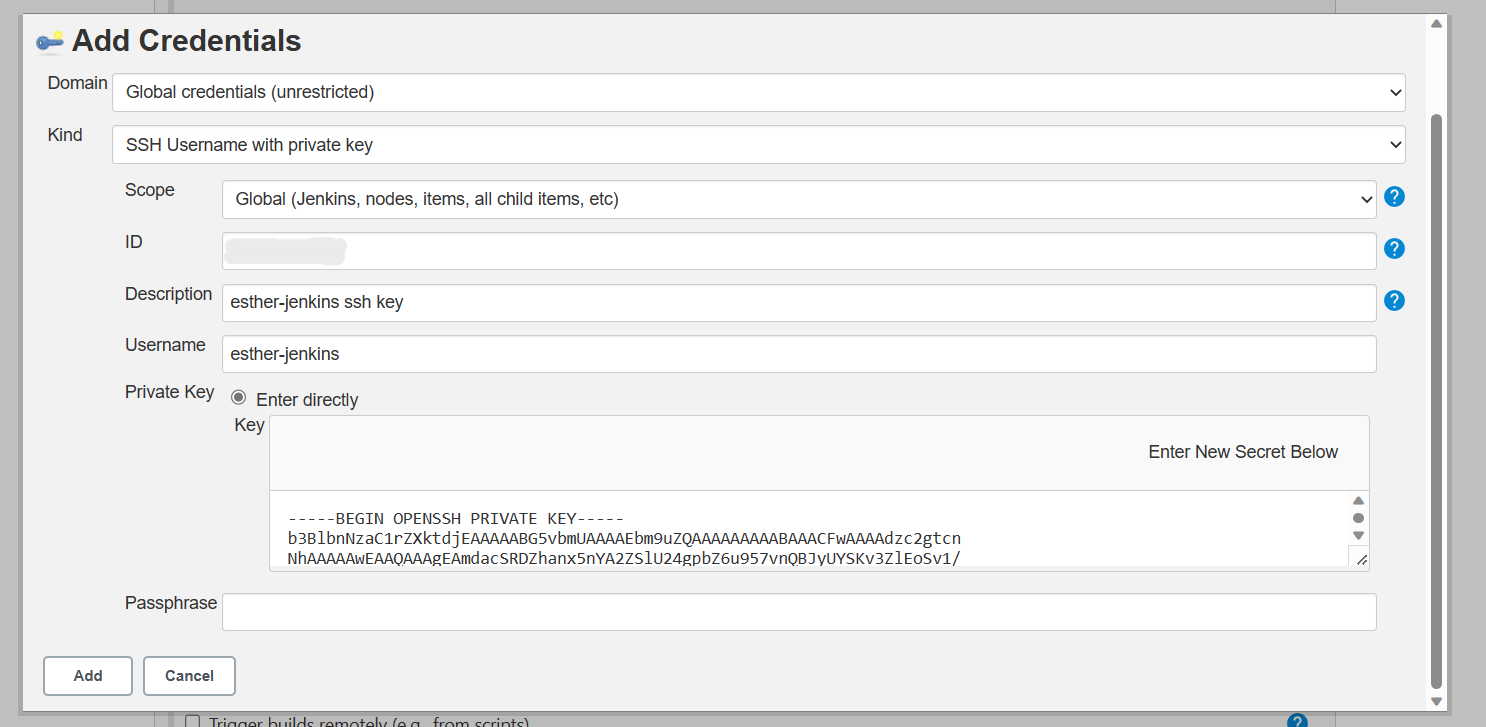 Add Credentials
Domain
Global credentials (unrestricted)
Kind
SSH Username with private key
Scope
Global (Jenkins, nodes, items, all child items, etc)
ID
Description
esther-jenkins ssh key
Username
esther-jenkins
Private Key
Enter directly
Key
Enter New Secret Below
-----BEGIN OPENSSH PRIVATE KEY-----
b3BlbnNzaC1rZXktdjEAAAAABG5vbmUAAAAEbm9uZQAAAAAAAAABAAACFwAAAAdzc2gtcn
NhAAAAAwEAAQAAAgEAmdacSRDZhanx5nYA2ZSlU24gpbZ6u957vnQBJyUYSKv3ZlEoSv1/
Passphrase
Add
Cancel
Trigger builds remotely (e.g., from scripts)